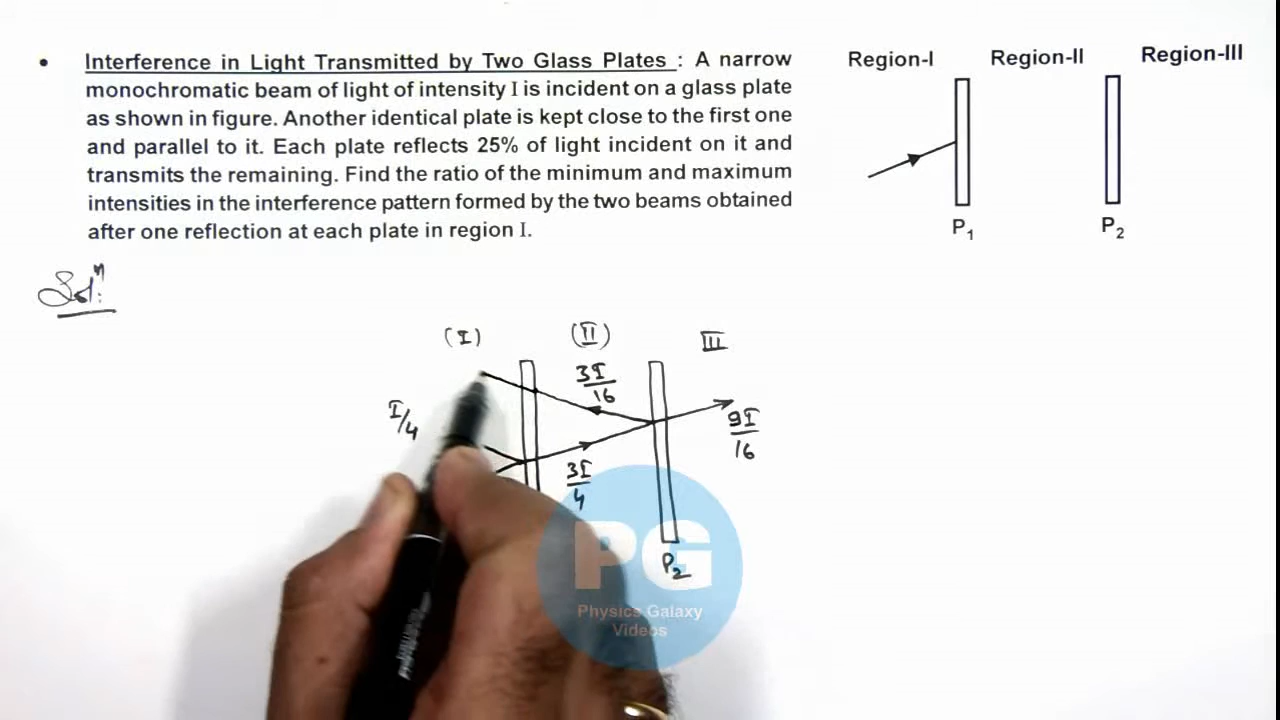 • Interference in Light Transmitted by Two Glass Plates : A narrow
monochromatic beam of light of intensity I is incident on a glass plate
as shown in figure. Another identical plate is kept close to the first one
and parallel to it. Each plate reflects 25% of light incident on it and
transmits the remaining. Find the ratio of the minimum and maximum
intensities in the interference pattern formed by the two beams obtained
after one reflection at each plate in region I.
Region-I Region-II Region-III
P₁ P₂
Solⁿ:
(I) (II) III
3I/16
I/4
9I/16
3I/4
P₂
PG
Physics Galaxy
Videos